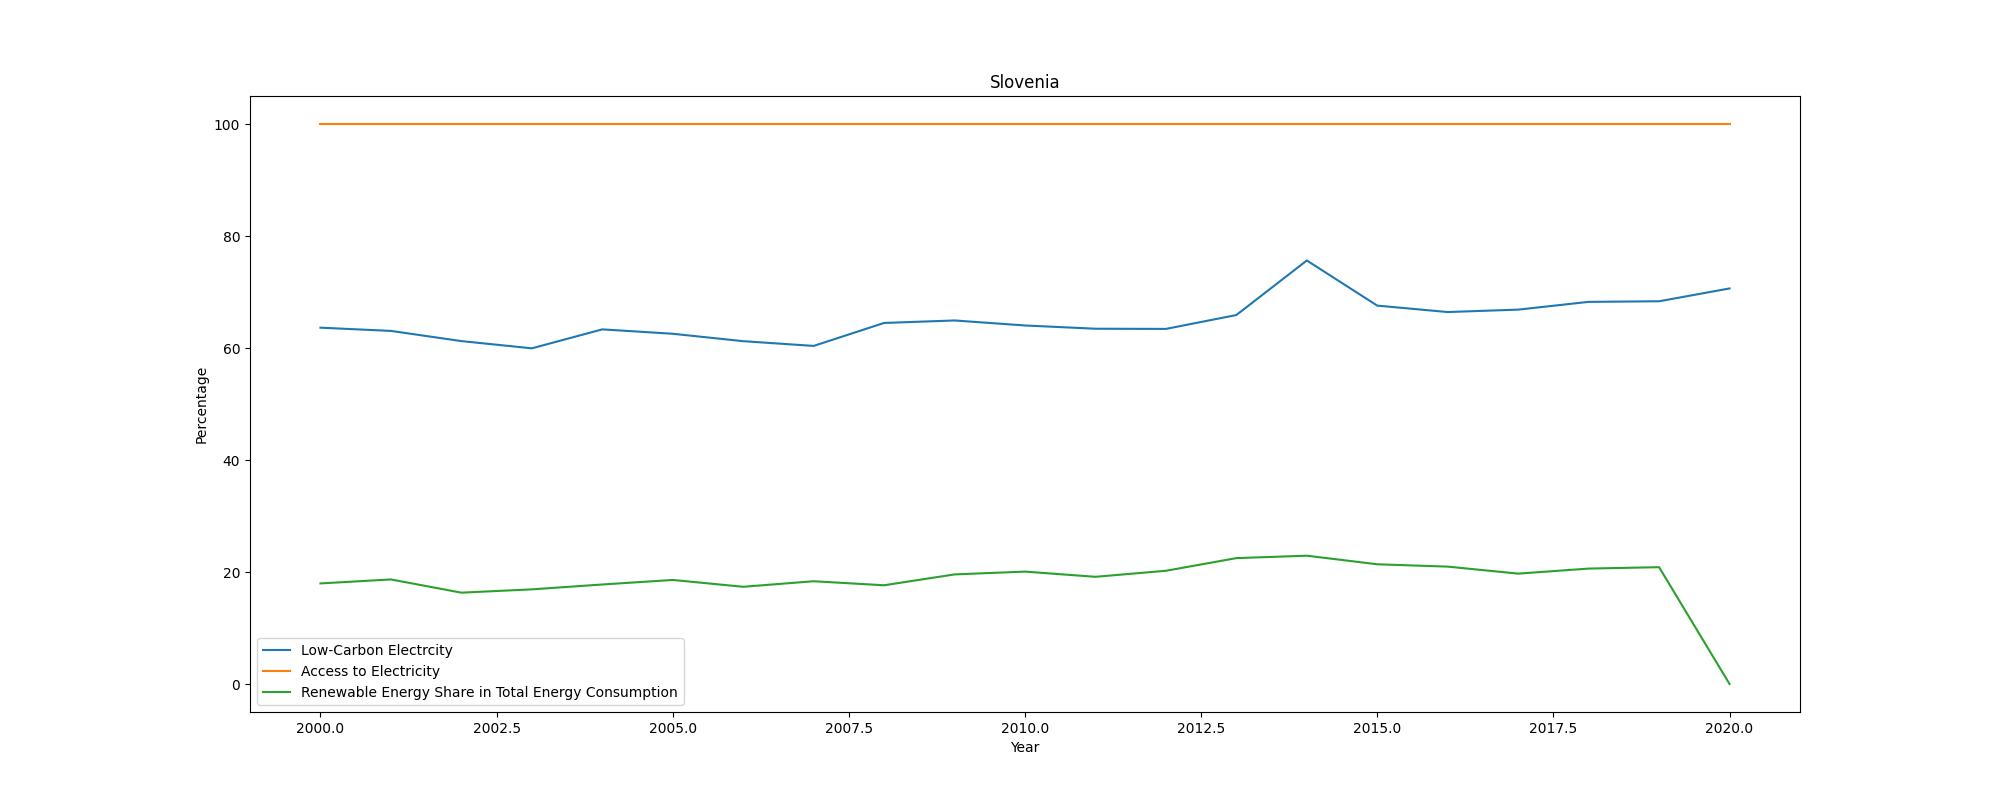 Slovenia
100
80
60
40
20
0
Percentage
Low-Carbon Electrcity
Access to Electricity
Renewable Energy Share in Total Energy Consumption
2000.0 2002.5 2005.0 2007.5 2010.0 2012.5 2015.0 2017.5 2020.0
Year